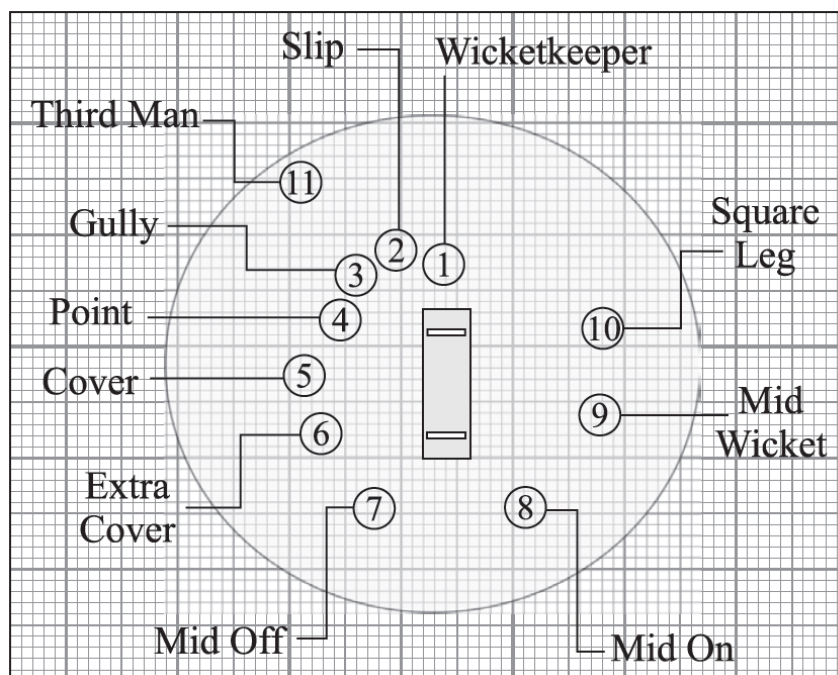 Slip
Wicketkeeper
Third Man
11
Square
Leg
Gully
2
1
3
Point
4
10
Cover
5
Mid
Wicket
9
6
Extra
Cover
7
8
Mid Off
Mid On